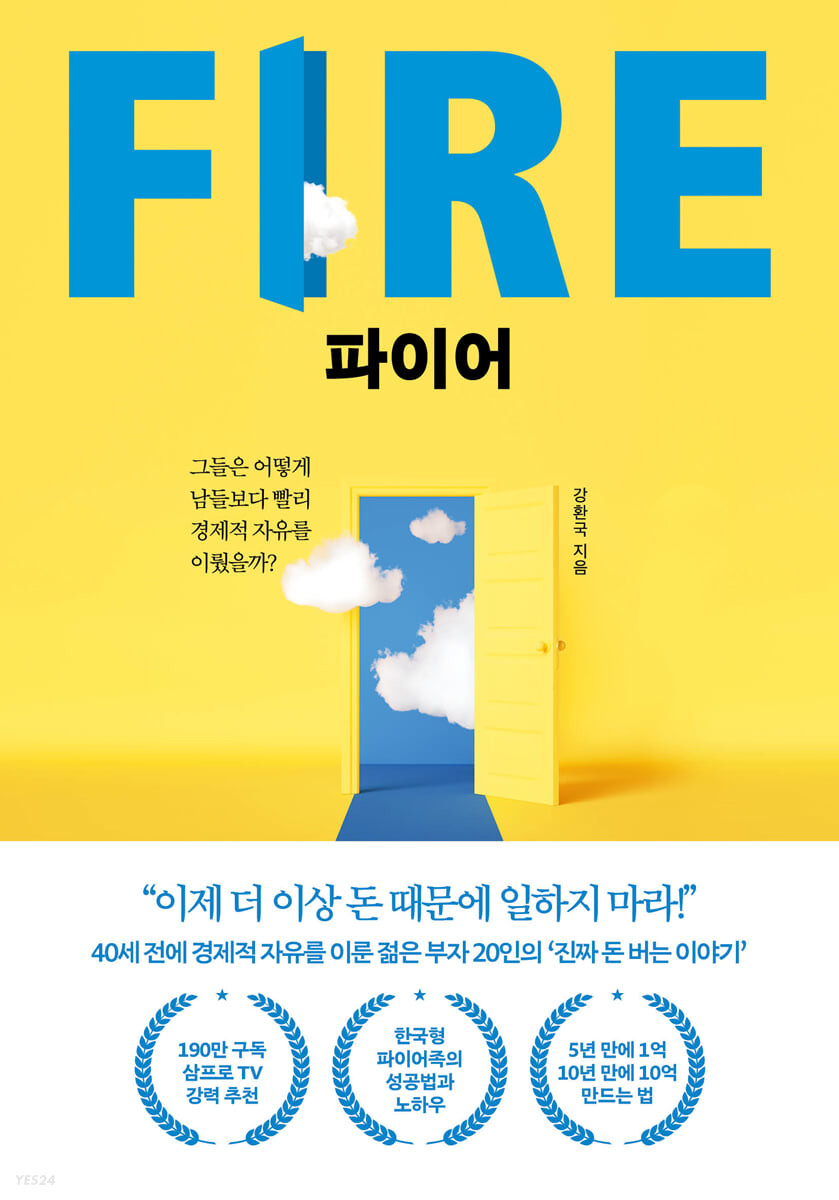 FIRE
파이어
그들은 어떻게
남들보다 빨리
경제적 자유를
이뤘을까?
강환국 지음
“이제 더 이상 돈 때문에 일하지 마라!”
40세 전에 경제적 자유를 이룬 젊은 부자 20인의 ‘진짜 돈 버는 이야기’
190만 구독
삼프로 TV
강력 추천
한국형
파이어족의
성공법과
노하우
5년 만에 1억
10년 만에 10억
만드는 법
YES24